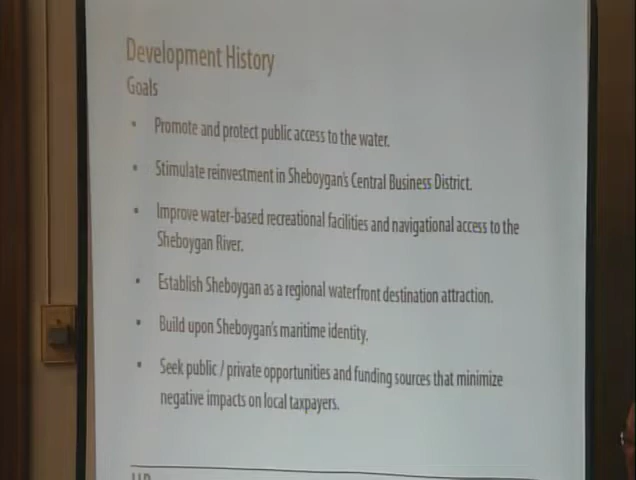 Development History
Goals
• Promote and protect public access to the water.
• Stimulate reinvestment in Sheboygan's Central Business District.
• Improve water-based recreational facilities and navigational access to the
Sheboygan River.
• Establish Sheboygan as a regional waterfront destination attraction.
• Build upon Sheboygan's maritime identity.
• Seek public / private opportunities and funding sources that minimize
negative impacts on local taxpayers.